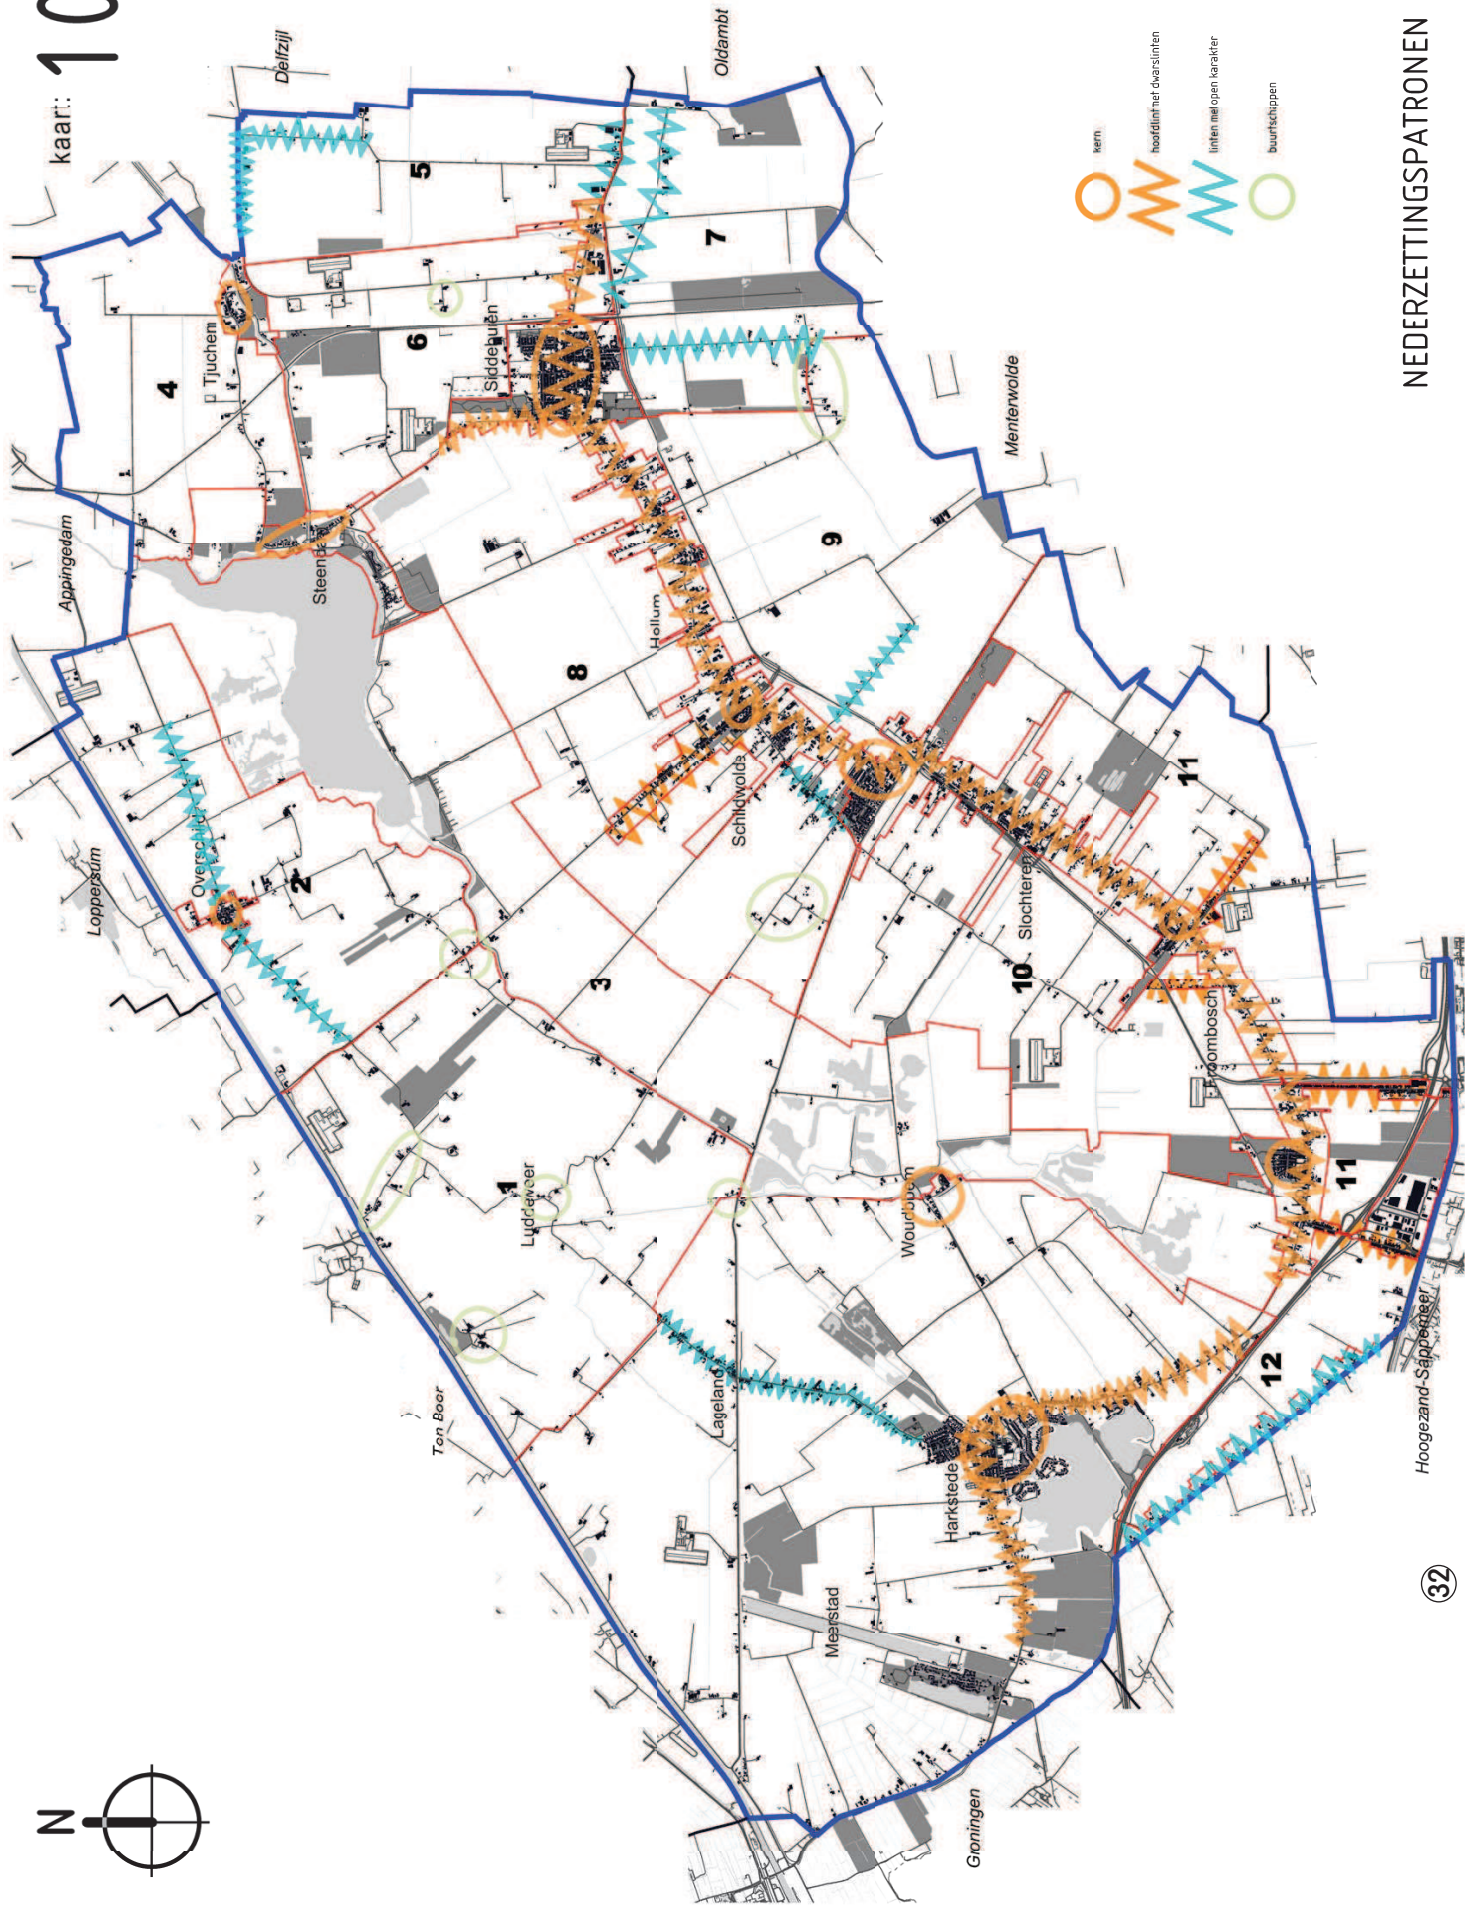 kaart: 10
N
Delfzijl
Oldambt
Appingedam
Loppersum
Ten Boer
Groningen
Menterwolde
Hoogezand-Sappemeer
Tjuchem
Siddeburen
Steendam
Hellum
Overschild
Schildwolde
Slochteren
Froombosch
Luddeweer
Woudbloem
Lageland
Harkstede
Meerstad
1
2
3
4
5
6
7
8
9
10
11
11
12
kern
hoofdlint met dwarslinten
linten met open karakter
buurtschippen
NEDERZETTINGSPATRONEN
32